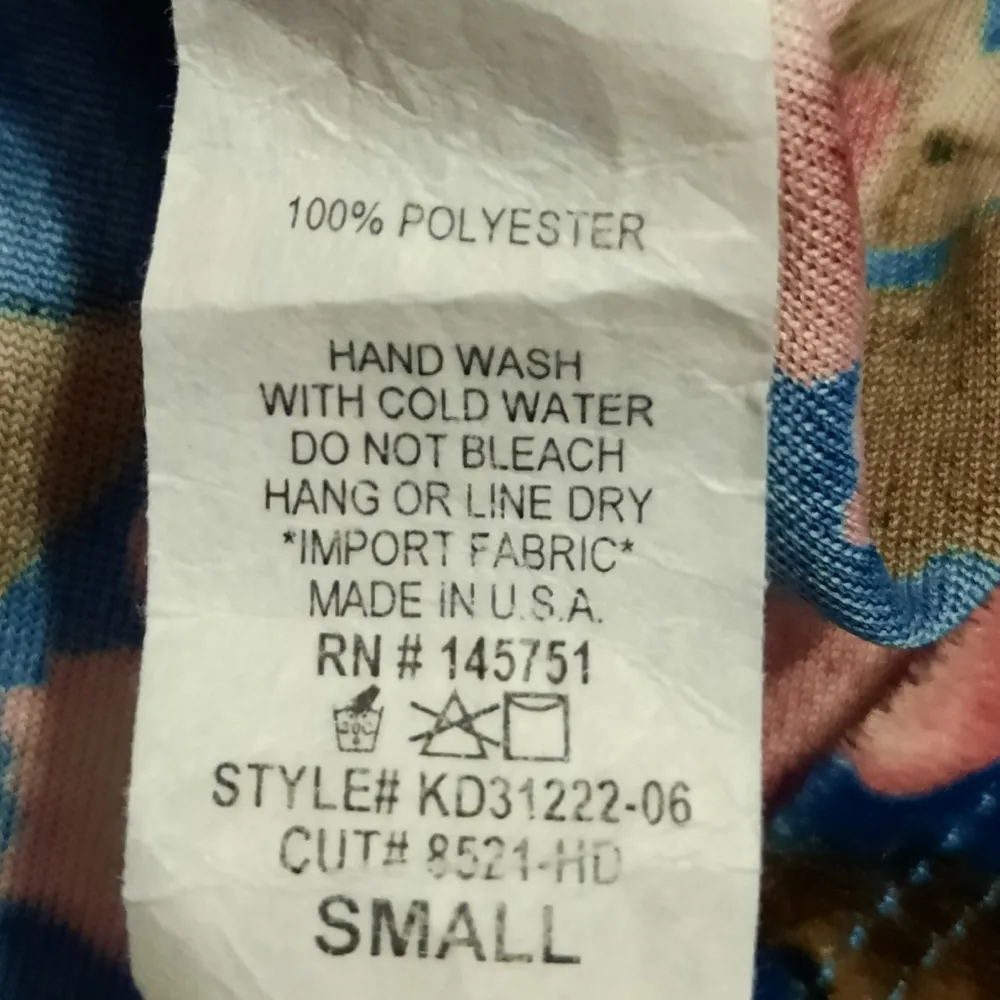 100% POLYESTER
HAND WASH
WITH COLD WATER
DO NOT BLEACH
HANG OR LINE DRY
*IMPORT FABRIC*
MADE IN U.S.A.
RN # 145751
STYLE# KD31222-06
CUT# 8521-HD
SMALL